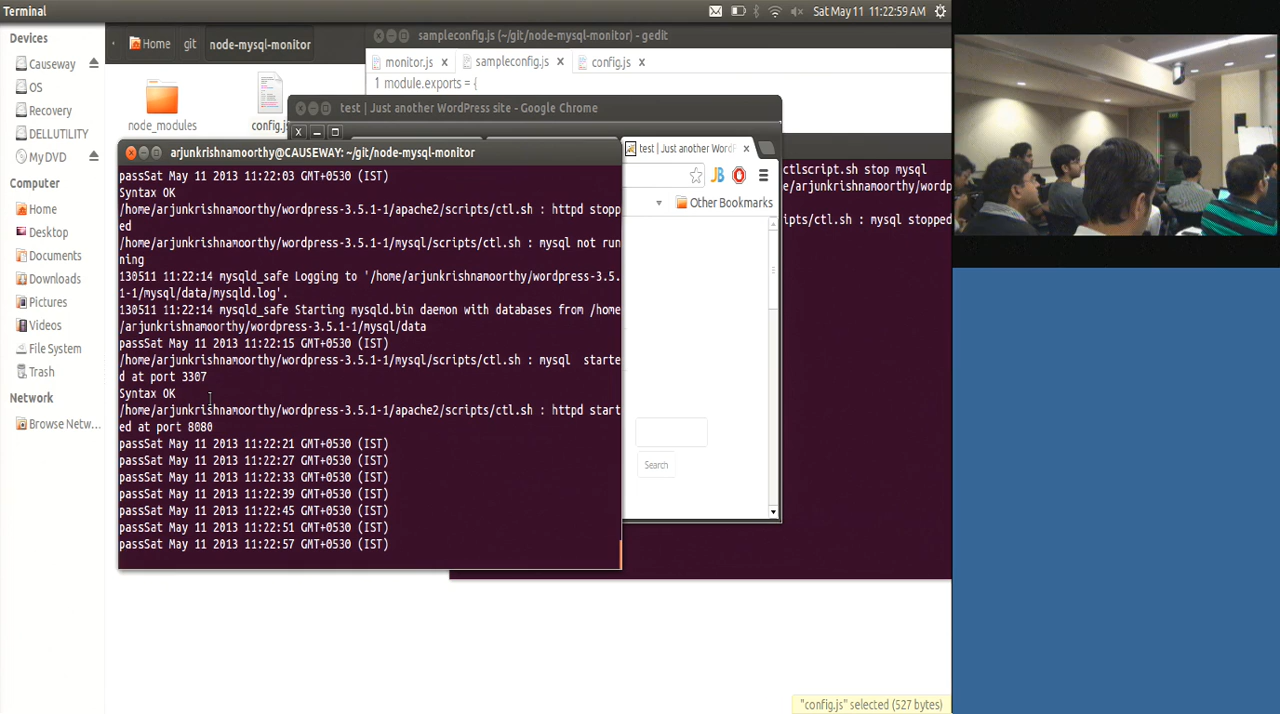 Terminal
Sat May 11 11:22:59 AM
Devices
Causeway
OS
Recovery
DELLUTILITY
My DVD
Computer
Home
Desktop
Documents
Downloads
Pictures
Videos
File System
Trash
Network
Browse Netw...
Home
git
node-mysql-monitor
node_modules
config.js
sampleconfig.js (~/git/node-mysql-monitor) - gedit
monitor.js
sampleconfig.js
config.js
1 module.exports = {
test | Just another WordPress site - Google Chrome
test | Just another WordP
Other Bookmarks
Search
arjunkrishnamoorthy@CAUSEWAY: ~/git/node-mysql-monitor
passSat May 11 2013 11:22:03 GMT+0530 (IST)
Syntax OK
/home/arjunkrishnamoorthy/wordpress-3.5.1-1/apache2/scripts/ctl.sh : httpd stopp
ed
/home/arjunkrishnamoorthy/wordpress-3.5.1-1/mysql/scripts/ctl.sh : mysql not run
ning
130511 11:22:14 mysqld_safe Logging to '/home/arjunkrishnamoorthy/wordpress-3.5.
1-1/mysql/data/mysqld.log'.
130511 11:22:14 mysqld_safe Starting mysqld.bin daemon with databases from /home
/arjunkrishnamoorthy/wordpress-3.5.1-1/mysql/data
passSat May 11 2013 11:22:15 GMT+0530 (IST)
/home/arjunkrishnamoorthy/wordpress-3.5.1-1/mysql/scripts/ctl.sh : mysql  starte
d at port 3307
Syntax OK
/home/arjunkrishnamoorthy/wordpress-3.5.1-1/apache2/scripts/ctl.sh : httpd start
ed at port 8080
passSat May 11 2013 11:22:21 GMT+0530 (IST)
passSat May 11 2013 11:22:27 GMT+0530 (IST)
passSat May 11 2013 11:22:33 GMT+0530 (IST)
passSat May 11 2013 11:22:39 GMT+0530 (IST)
passSat May 11 2013 11:22:45 GMT+0530 (IST)
passSat May 11 2013 11:22:51 GMT+0530 (IST)
passSat May 11 2013 11:22:57 GMT+0530 (IST)
ctlscript.sh stop mysql
e/arjunkrishnamoorthy/wordp
ipts/ctl.sh : mysql stopped
"config.js" selected (527 bytes)